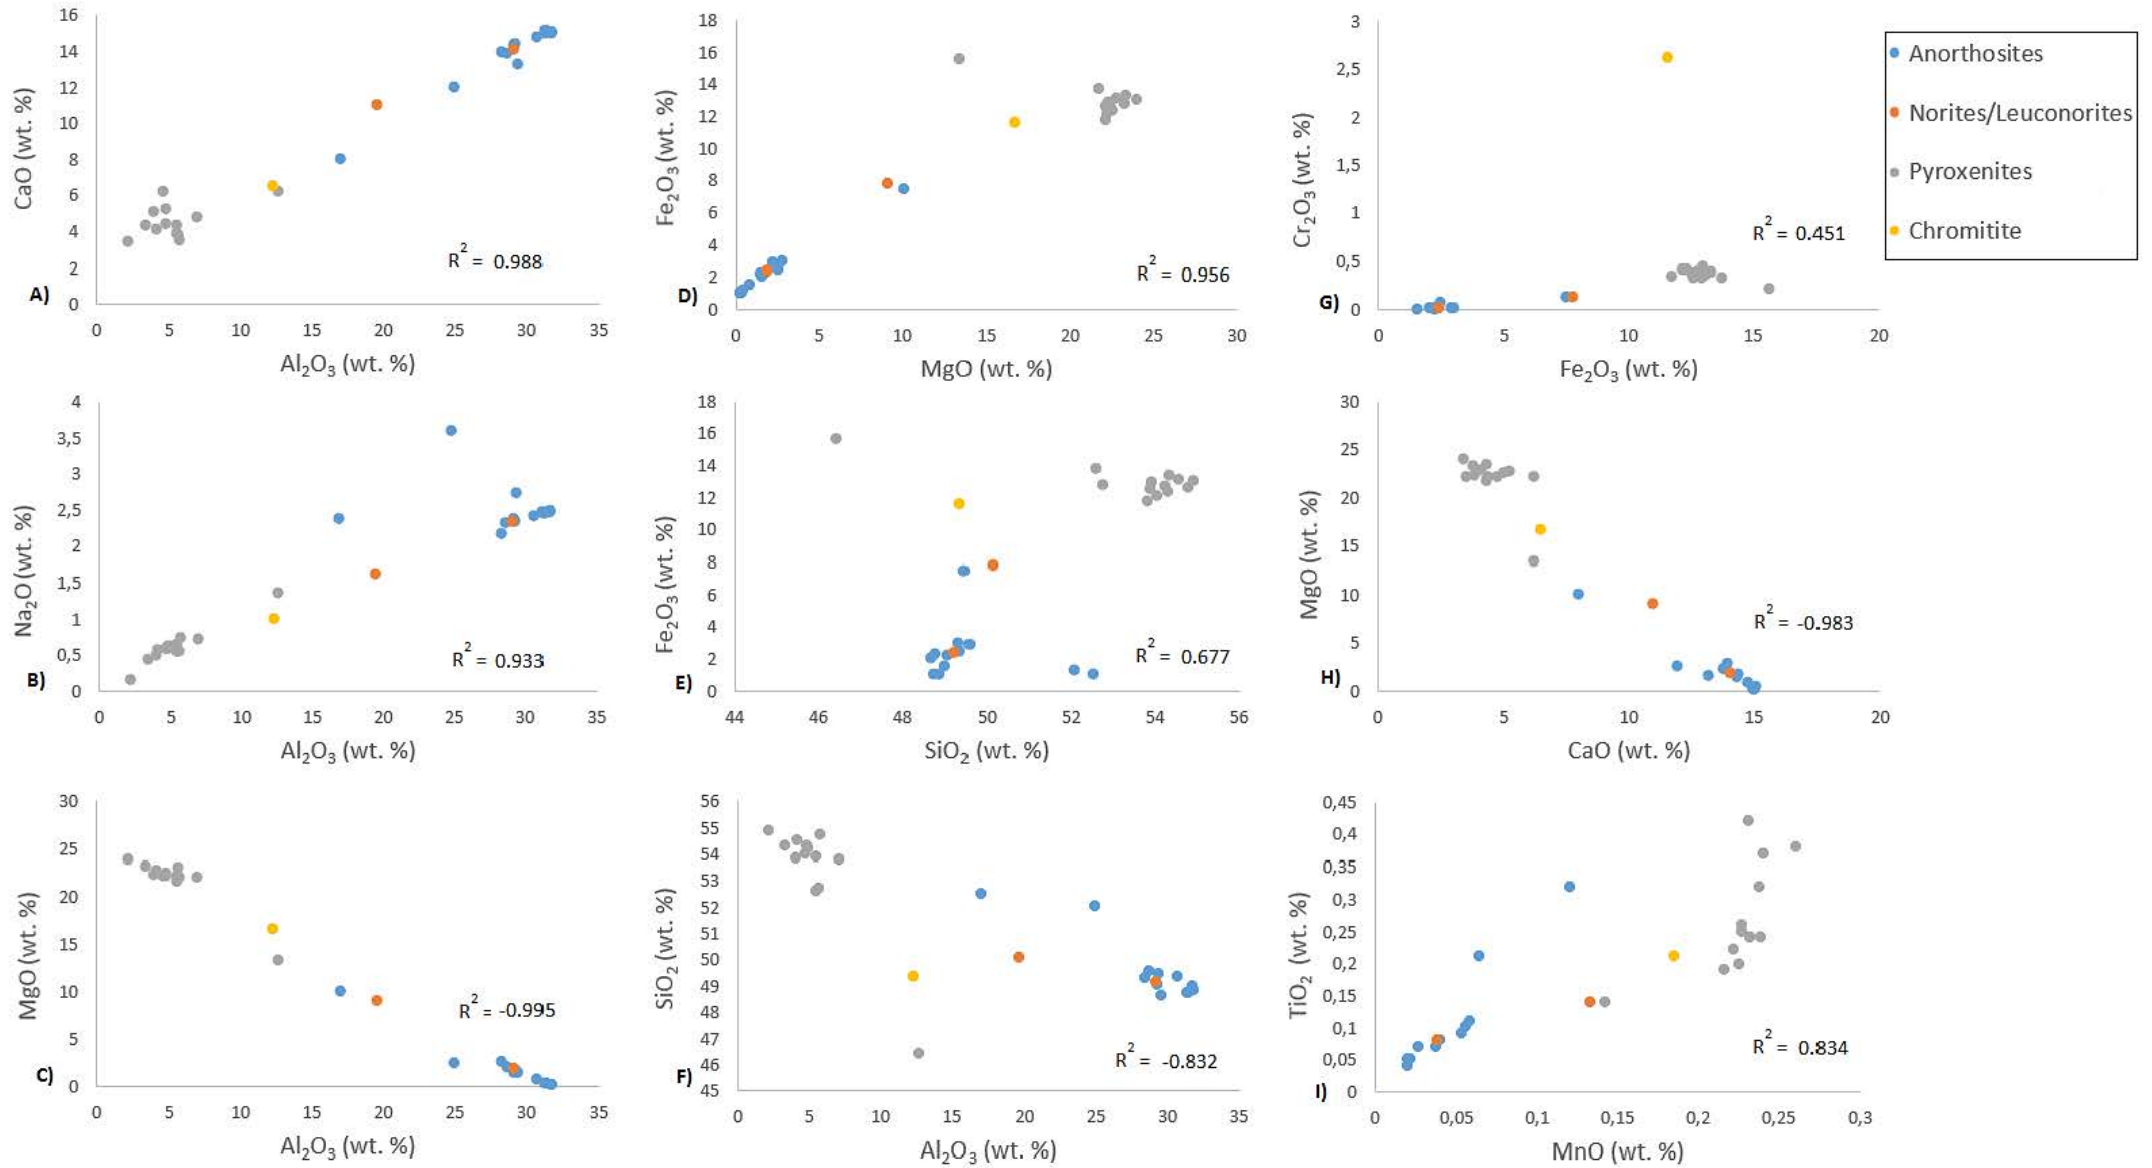 16
14
12
10
8
6
4
2
0
CaO (wt. %)
A)
R² = 0.988
0 5 10 15 20 25 30 35
Al₂O₃ (wt. %)
18
16
14
12
10
8
6
4
2
0
Fe₂O₃ (wt. %)
D)
R² = 0.956
0 5 10 15 20 25 30
MgO (wt. %)
3
2,5
2
1,5
1
0,5
0
Cr₂O₃ (wt. %)
G)
R² = 0.451
0 5 10 15 20
Fe₂O₃ (wt. %)
Anorthosites
Norites/Leuconorites
Pyroxenites
Chromitite
4
3,5
3
2,5
2
1,5
1
0,5
0
Na₂O (wt. %)
B)
R² = 0.933
0 5 10 15 20 25 30 35
Al₂O₃ (wt. %)
18
16
14
12
10
8
6
4
2
0
Fe₂O₃ (wt. %)
E)
R² = 0.677
44 46 48 50 52 54 56
SiO₂ (wt. %)
30
25
20
15
10
5
0
MgO (wt. %)
H)
R² = -0.983
0 5 10 15 20
CaO (wt. %)
30
25
20
15
10
5
0
MgO (wt. %)
C)
R² = -0.995
0 5 10 15 20 25 30 35
Al₂O₃ (wt. %)
56
55
54
53
52
51
50
49
48
47
46
45
SiO₂ (wt. %)
F)
R² = -0.832
0 5 10 15 20 25 30 35
Al₂O₃ (wt. %)
0,45
0,4
0,35
0,3
0,25
0,2
0,15
0,1
0,05
0
TiO₂ (wt. %)
I)
R² = 0.834
0 0,05 0,1 0,15 0,2 0,25 0,3
MnO (wt. %)